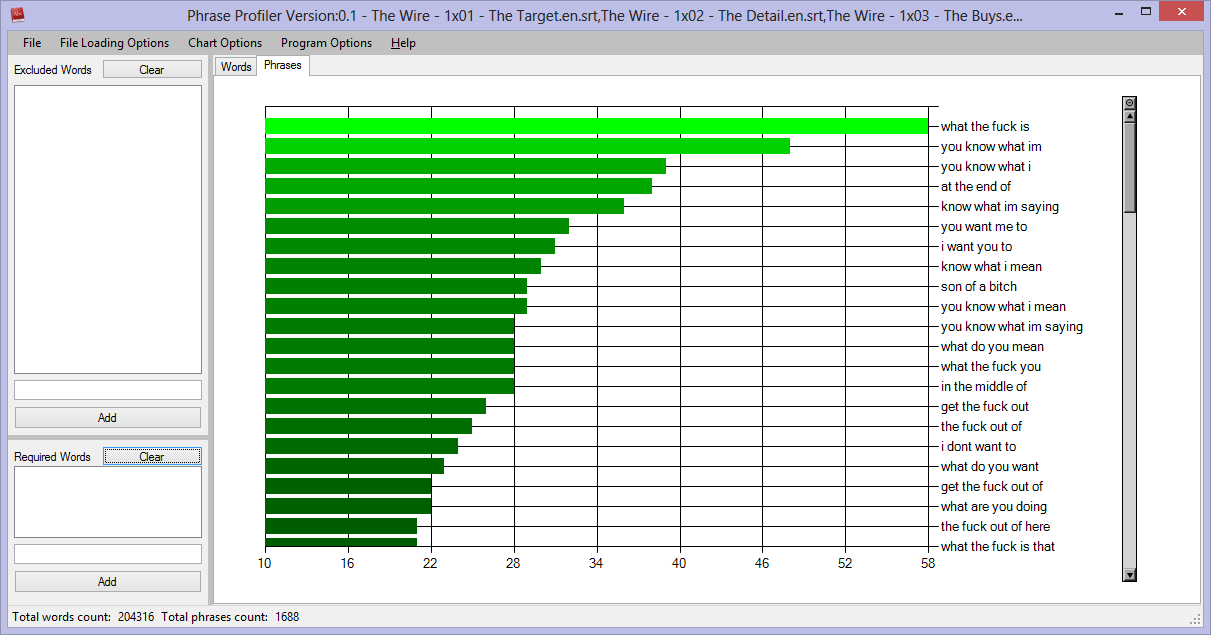 Phrase Profiler Version:0.1 - The Wire - 1x01 - The Target.en.srt,The Wire - 1x02 - The Detail.en.srt,The Wire - 1x03 - The Buys.e...
File File Loading Options Chart Options Program Options Help
Excluded Words Clear
Words Phrases
what the fuck is
you know what im
you know what i
at the end of
know what im saying
you want me to
i want you to
know what i mean
son of a bitch
you know what i mean
you know what im saying
what do you mean
what the fuck you
in the middle of
get the fuck out
the fuck out of
i dont want to
what do you want
get the fuck out of
what are you doing
the fuck out of here
what the fuck is that
10 16 22 28 34 40 46 52 58
Add
Required Words Clear
Add
Total words count: 204316 Total phrases count: 1688